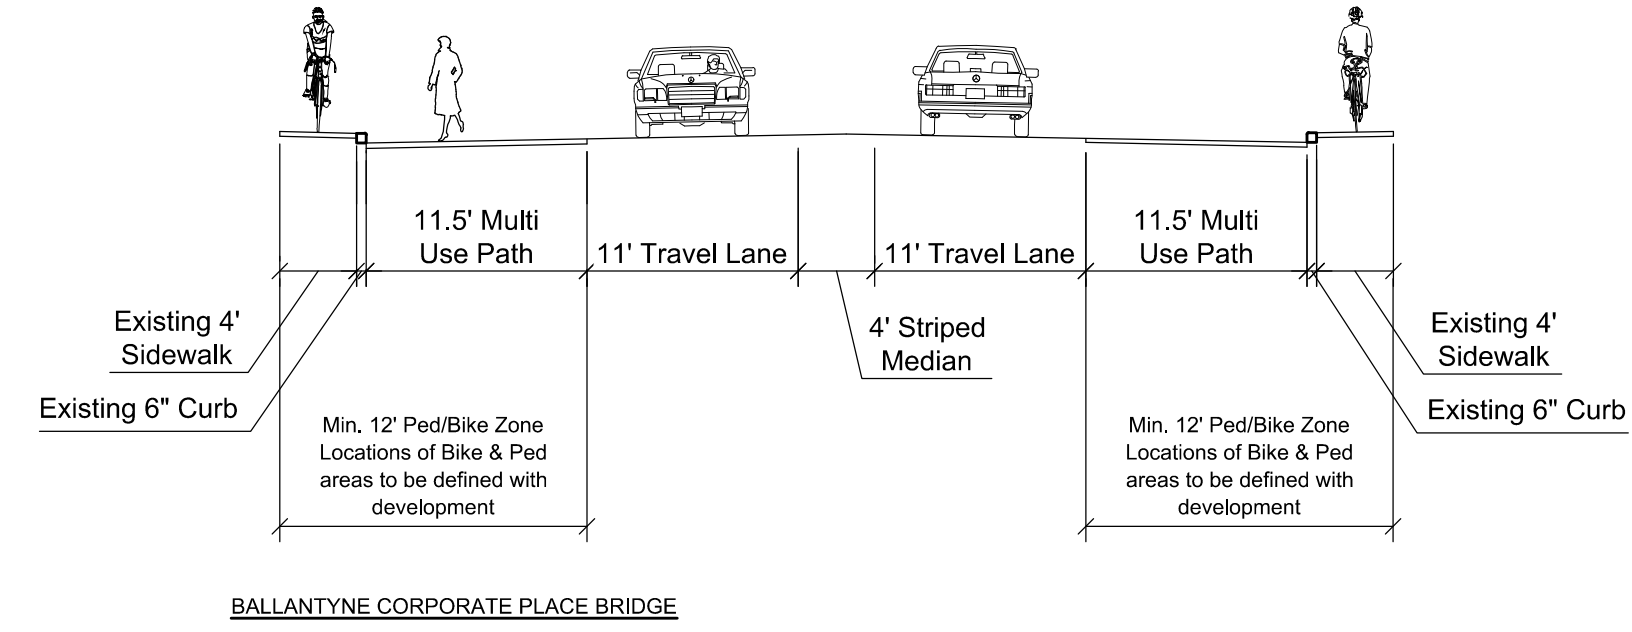 11.5' Multi
Use Path
11' Travel Lane
11' Travel Lane
11.5' Multi
Use Path
Existing 4'
Sidewalk
Existing 6" Curb
4' Striped
Median
Existing 4'
Sidewalk
Existing 6" Curb
Min. 12' Ped/Bike Zone
Locations of Bike & Ped
areas to be defined with
development
Min. 12' Ped/Bike Zone
Locations of Bike & Ped
areas to be defined with
development
BALLANTYNE CORPORATE PLACE BRIDGE